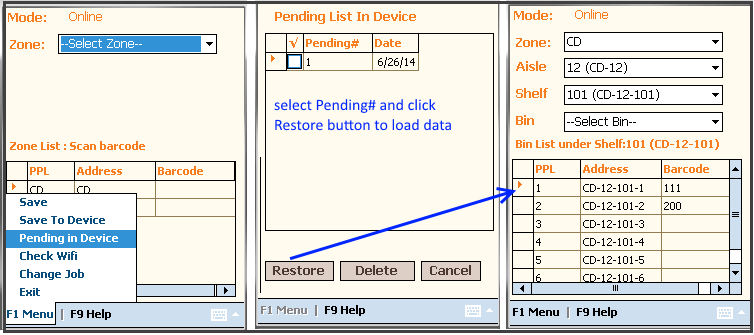 Mode: Online
Zone: --Select Zone--
Zone List : Scan barcode
PPL Address Barcode
CD CD
Save
Save To Device
Pending in Device
Check Wifi
Change Job
Exit
F1 Menu | F9 Help
Pending List In Device
√ Pending# Date
1 6/26/14
select Pending# and click
Restore button to load data
Restore Delete Cancel
F1 Menu | F9 Help
Mode: Online
Zone: CD
Aisle 12 (CD-12)
Shelf 101 (CD-12-101)
Bin --Select Bin--
Bin List under Shelf:101 (CD-12-101)
PPL Address Barcode
1 CD-12-101-1 111
2 CD-12-101-2 200
3 CD-12-101-3
4 CD-12-101-4
5 CD-12-101-5
6 CD-12-101-6
F1 Menu | F9 Help